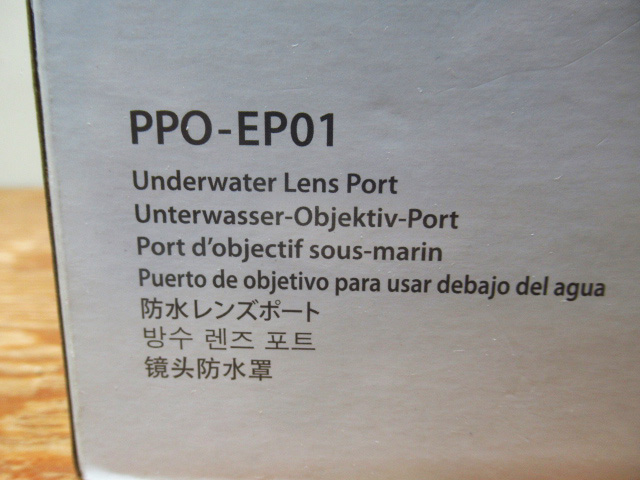 PPO-EP01
Underwater Lens Port
Unterwasser-Objektiv-Port
Port d’objectif sous-marin
Puerto de objetivo para usar debajo del agua
防水レンズポート
방수 렌즈 포트
镜头防水罩